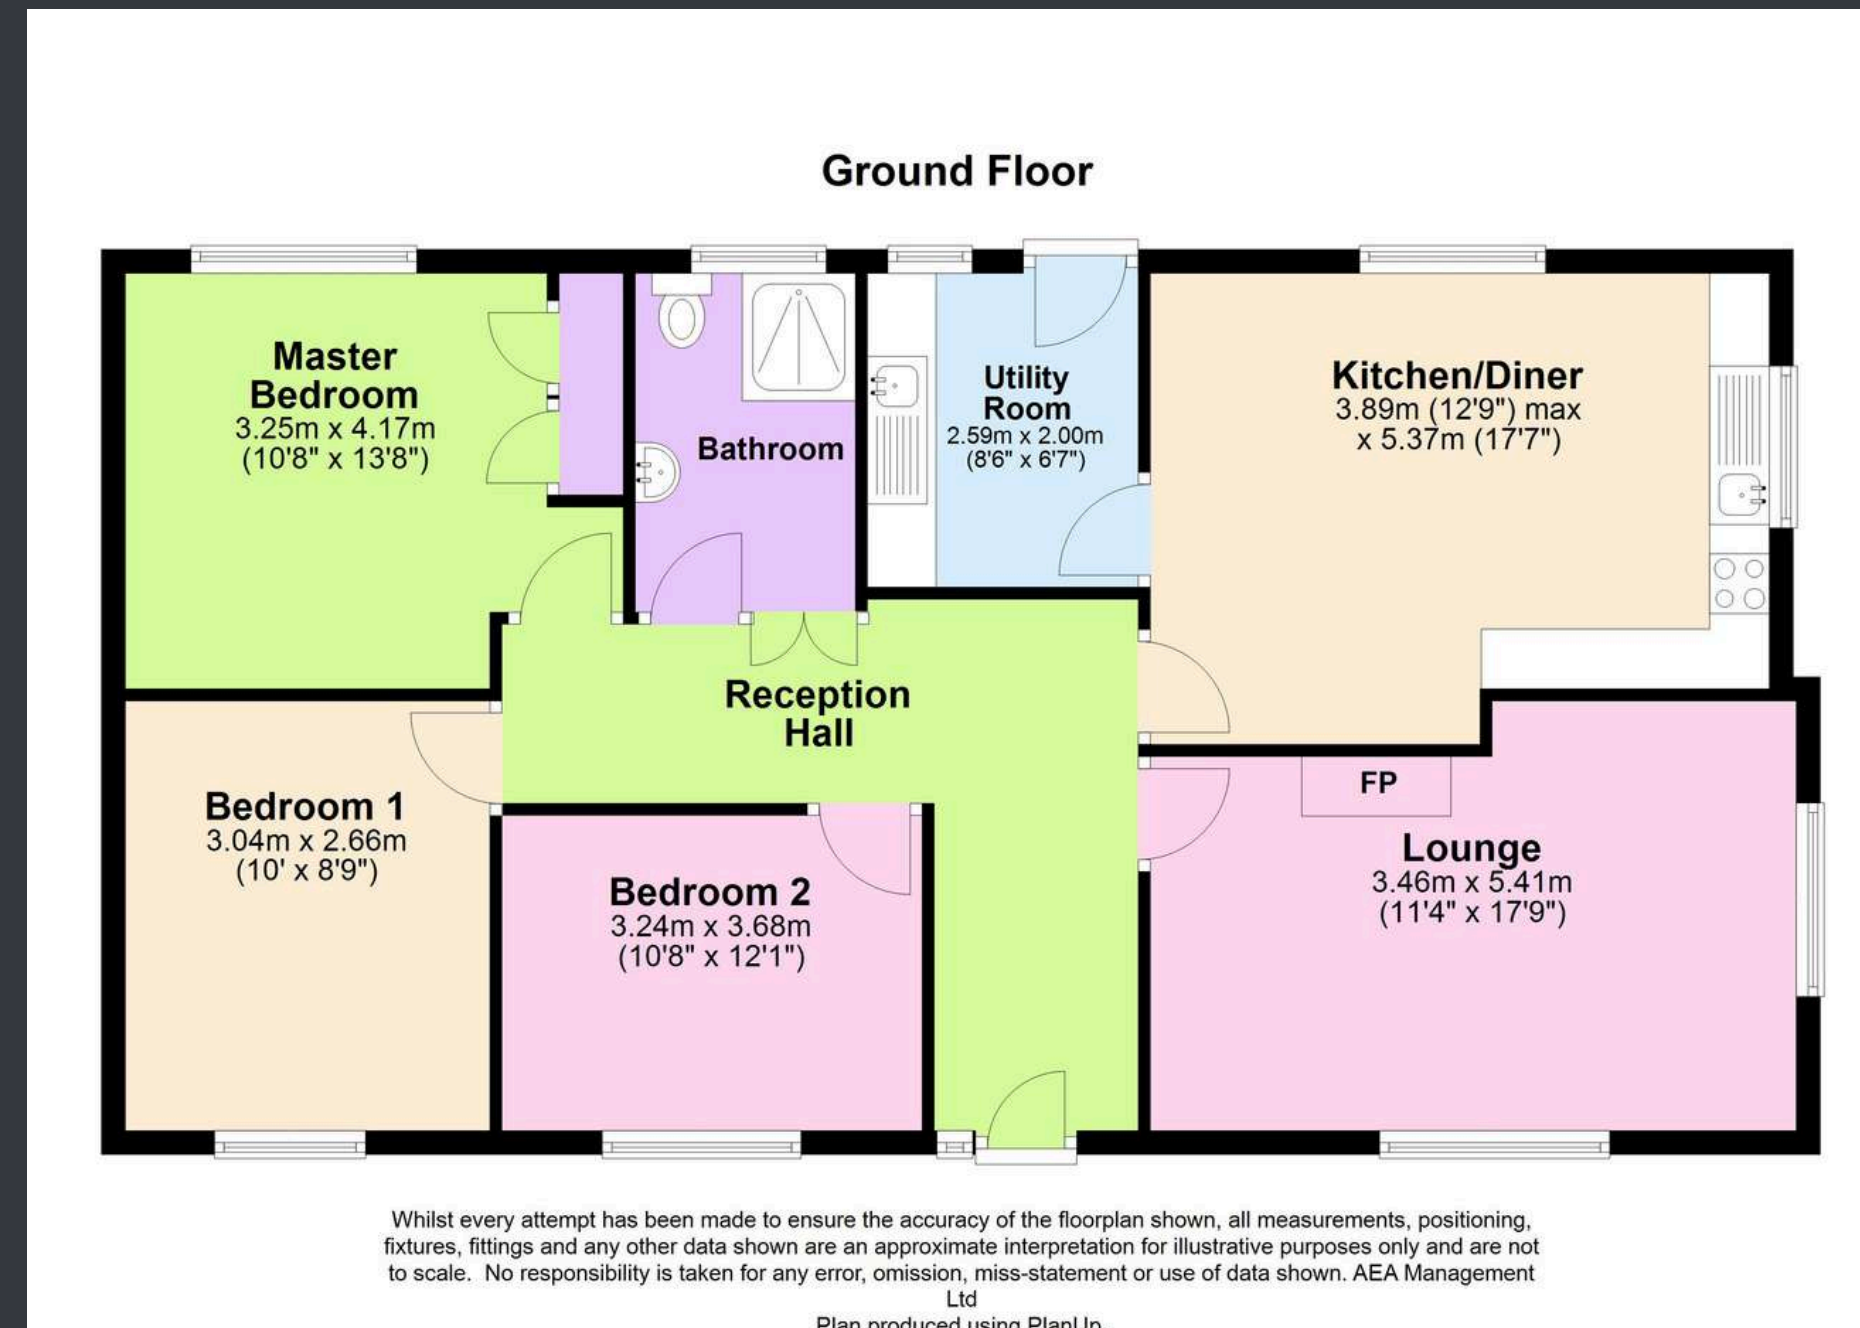 Ground Floor
Master
Bedroom
3.25m x 4.17m
(10'8" x 13'8")
Bathroom
Utility
Room
2.59m x 2.00m
(8'6" x 6'7")
Kitchen/Diner
3.89m (12'9") max
x 5.37m (17'7")
Reception
Hall
Bedroom 1
3.04m x 2.66m
(10' x 8'9")
Bedroom 2
3.24m x 3.68m
(10'8" x 12'1")
FP
Lounge
3.46m x 5.41m
(11'4" x 17'9")
Whilst every attempt has been made to ensure the accuracy of the floorplan shown, all measurements, positioning,
fixtures, fittings and any other data shown are an approximate interpretation for illustrative purposes only and are not
to scale.  No responsibility is taken for any error, omission, miss-statement or use of data shown. AEA Management
Ltd
Plan produced using PlanUp.